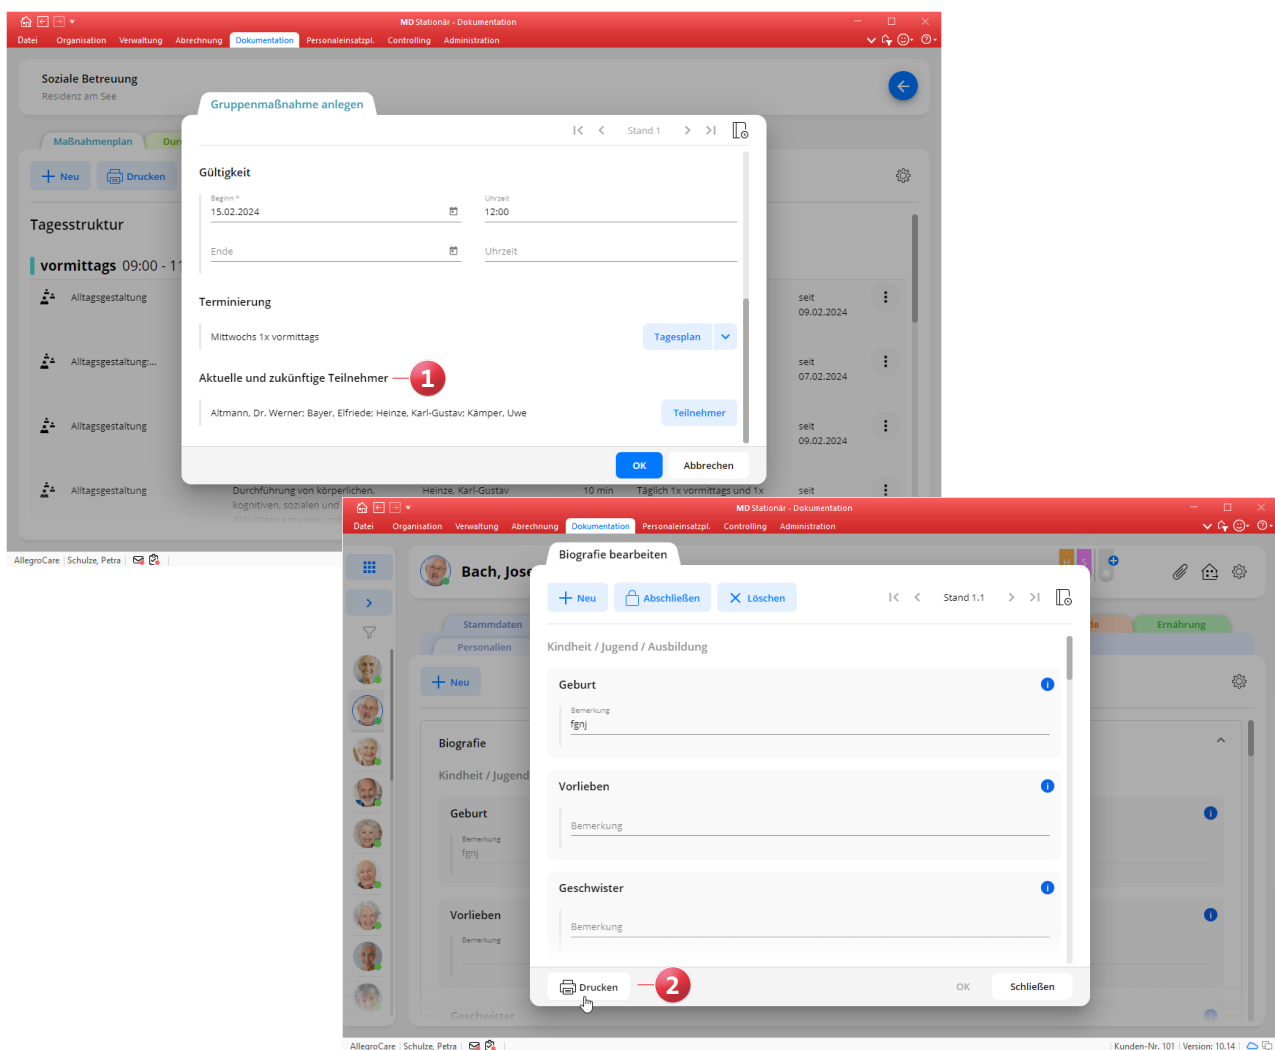 MD Stationär - Dokumentation
Datei Organisation Verwaltung Abrechnung Dokumentation Personaleinsatzpl. Controlling Administration
Soziale Betreuung
Residenz am See
Gruppenmaßnahme anlegen
Maßnahmenplan Dur
Stand 1
Neu Drucken
Gültigkeit
Beginn * Uhrzeit
15.02.2024 12:00
Tagesstruktur
Ende Uhrzeit
vormittags 09:00 - 11
Alltagsgestaltung seit
09.02.2024
Terminierung
Mittwochs 1x vormittags Tagesplan
Alltagsgestaltung:... seit
07.02.2024
Aktuelle und zukünftige Teilnehmer 1
Altmann, Dr. Werner; Bayer, Elfriede; Heinze, Karl-Gustav; Kämper, Uwe Teilnehmer
Alltagsgestaltung seit
09.02.2024
OK Abbrechen
Alltagsgestaltung Durchführung von körperlichen, Heinze, Karl-Gustav 10 min Täglich 1x vormittags und 1x seit
kognitiven, sozialen und
AllegroCare Schulze, Petra
MD Stationär - Dokumentation
Datei Organisation Verwaltung Abrechnung Dokumentation Personaleinsatzpl. Controlling Administration
Biografie bearbeiten
Bach, Jose H S
Neu Abschließen Löschen Stand 1.1
Stammdaten de Ernährung
Personalien
Kindheit / Jugend / Ausbildung
Neu
Geburt
Bemerkung
fgnj
Biografie
Kindheit / Jugend
Vorlieben
Bemerkung
Geburt
Bemerkung
fgnj
Geschwister
Bemerkung
Vorlieben
Bemerkung
Drucken 2 OK Schließen
Geschwister
AllegroCare Schulze, Petra Kunden-Nr. 101 Version: 10.14